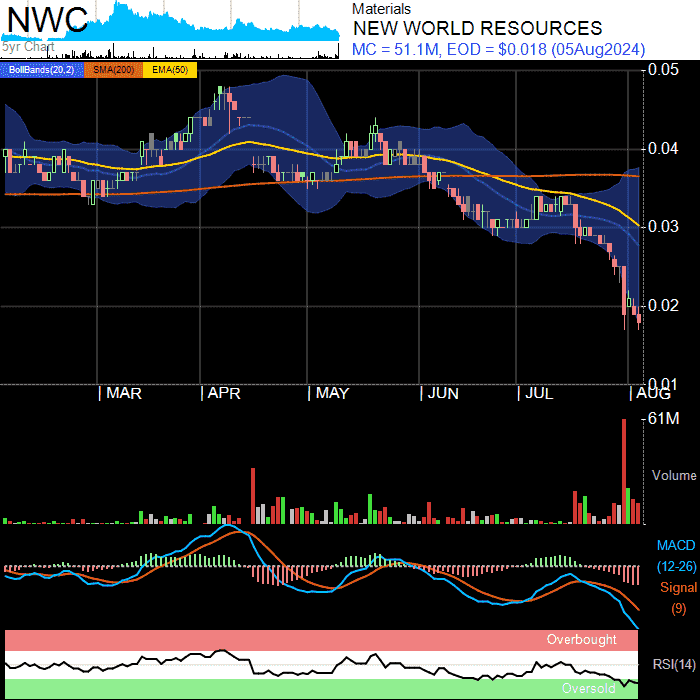 NWC
5yr Chart
Materials
NEW WORLD RESOURCES
MC = 51.1M, EOD = $0.018 (05Aug2024)
BollBands(20,2) SMA(200) EMA(50)
0.05
0.04
0.03
0.02
0.01
| MAR | APR | MAY | JUN | JUL | AUG
61M
Volume
MACD
(12-26)
Signal
(9)
Overbought
RSI(14)
Oversold